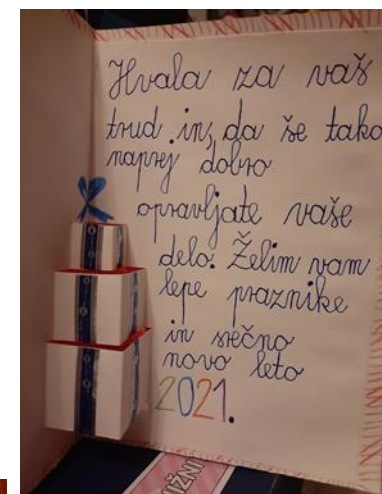 Hvala za vaš
trud in, da še tako
naprej dobro
opravljate vaše
delo. Želim vam
lepe praznike
in srečno
novo leto
2021.
IŽNI